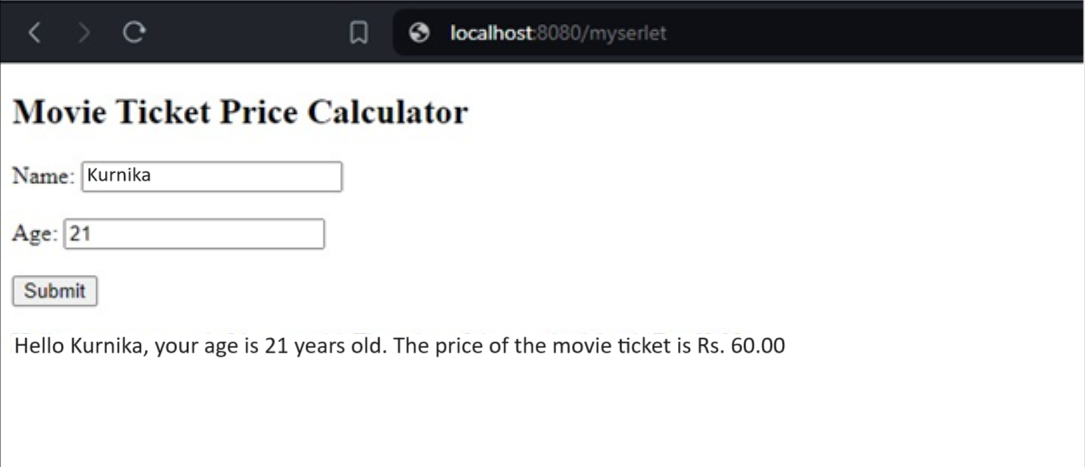 localhost:8080/myserlet
Movie Ticket Price Calculator
Name: Kurnika
Age: 21
Submit
Hello Kurnika, your age is 21 years old. The price of the movie ticket is Rs. 60.00